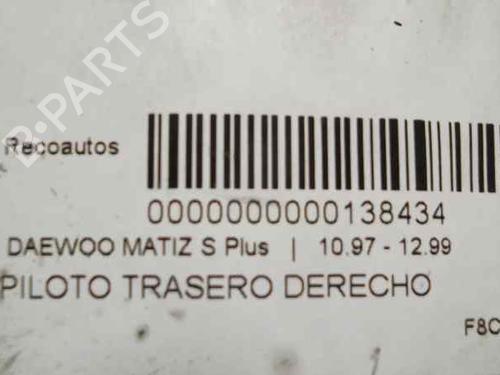 B-PARTS
Recoautos
0000000000138434
DAEWOO MATIZ S Plus | 10.97 - 12.99
PILOTO TRASERO DERECHO
F8C